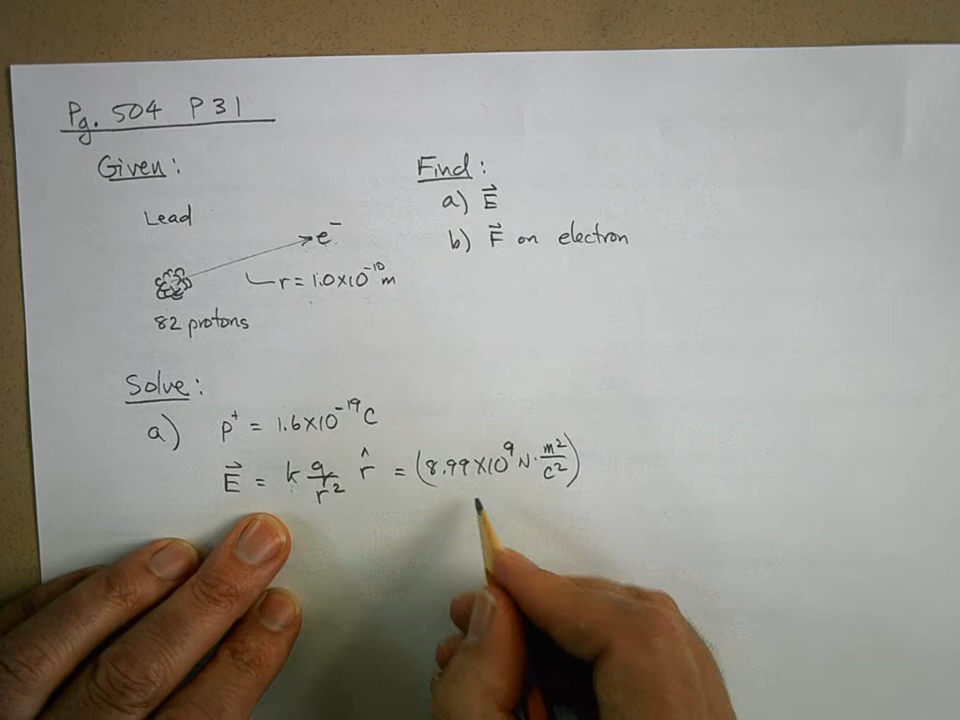 Pg. 504 P31
Given:
Find:
Lead
a) E⃗
e⁻
b) F⃗ on electron
r = 1.0×10⁻¹⁰ m
82 protons
Solve:
a) p⁺ = 1.6×10⁻¹⁹ C
E⃗ = k q/r² r̂ = (8.99×10⁹ N·m²/C²)